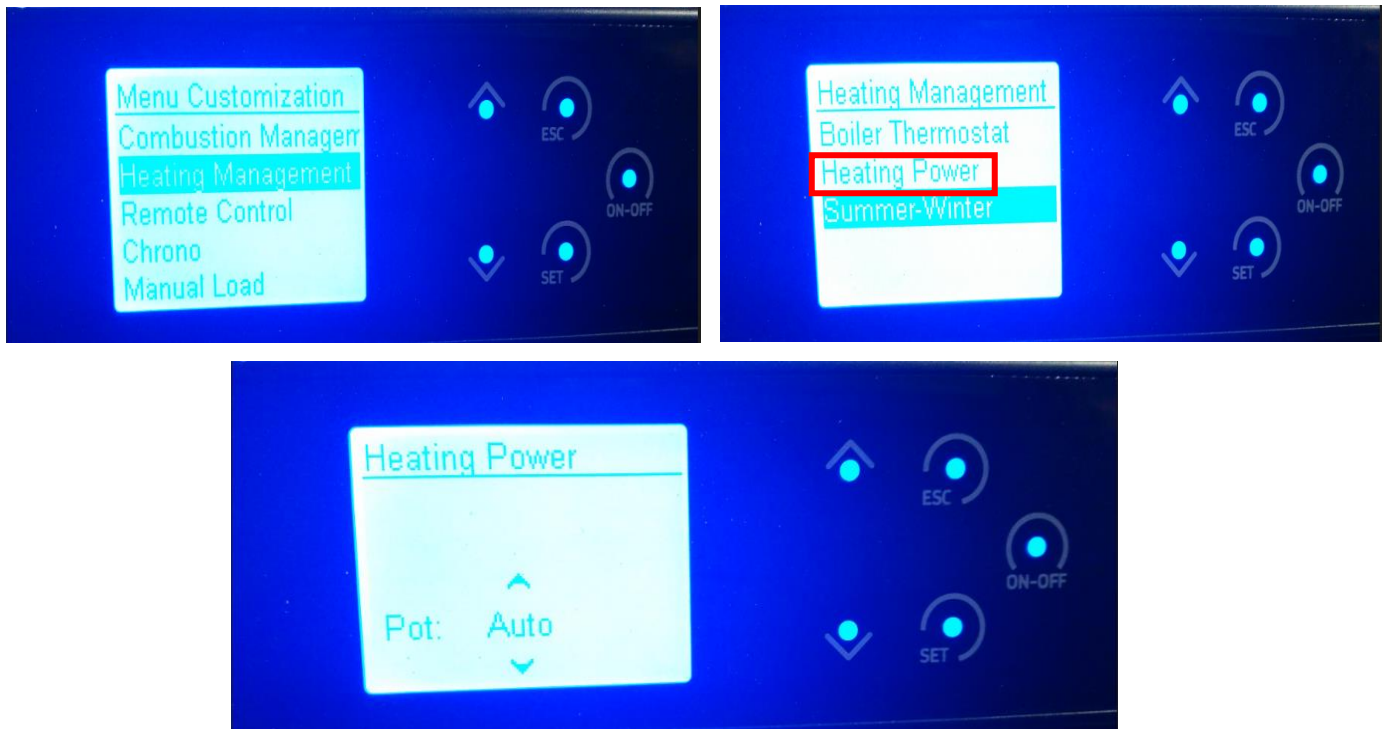 Menu Customization
Combustion Managem
Heating Management
Remote Control
Chrono
Manual Load
ESC
ON-OFF
SET
Heating Management
Boiler Thermostat
Heating Power
Summer-Winter
ESC
ON-OFF
SET
Heating Power
Pot: Auto
ESC
ON-OFF
SET